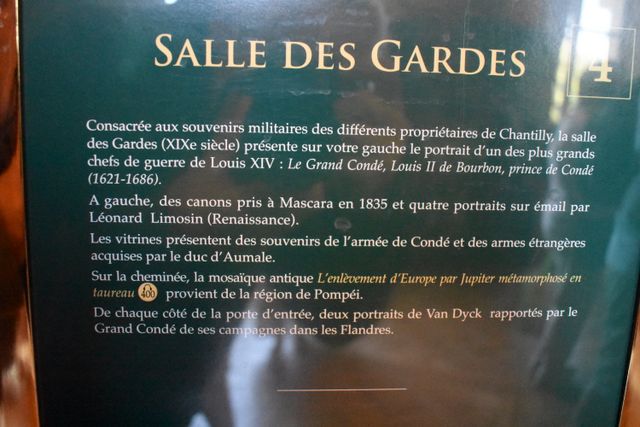 SALLE DES GARDES
4
Consacrée aux souvenirs militaires des différents propriétaires de Chantilly, la salle
des Gardes (XIXe siècle) présente sur votre gauche le portrait d'un des plus grands
chefs de guerre de Louis XIV : Le Grand Condé, Louis II de Bourbon, prince de Condé
(1621-1686).
A gauche, des canons pris à Mascara en 1835 et quatre portraits sur émail par
Léonard Limosin (Renaissance).
Les vitrines présentent des souvenirs de l'armée de Condé et des armes étrangères
acquises par le duc d'Aumale.
Sur la cheminée, la mosaïque antique L'enlèvement d'Europe par Jupiter métamorphosé en
taureau 400 provient de la région de Pompéi.
De chaque côté de la porte d'entrée, deux portraits de Van Dyck rapportés par le
Grand Condé de ses campagnes dans les Flandres.